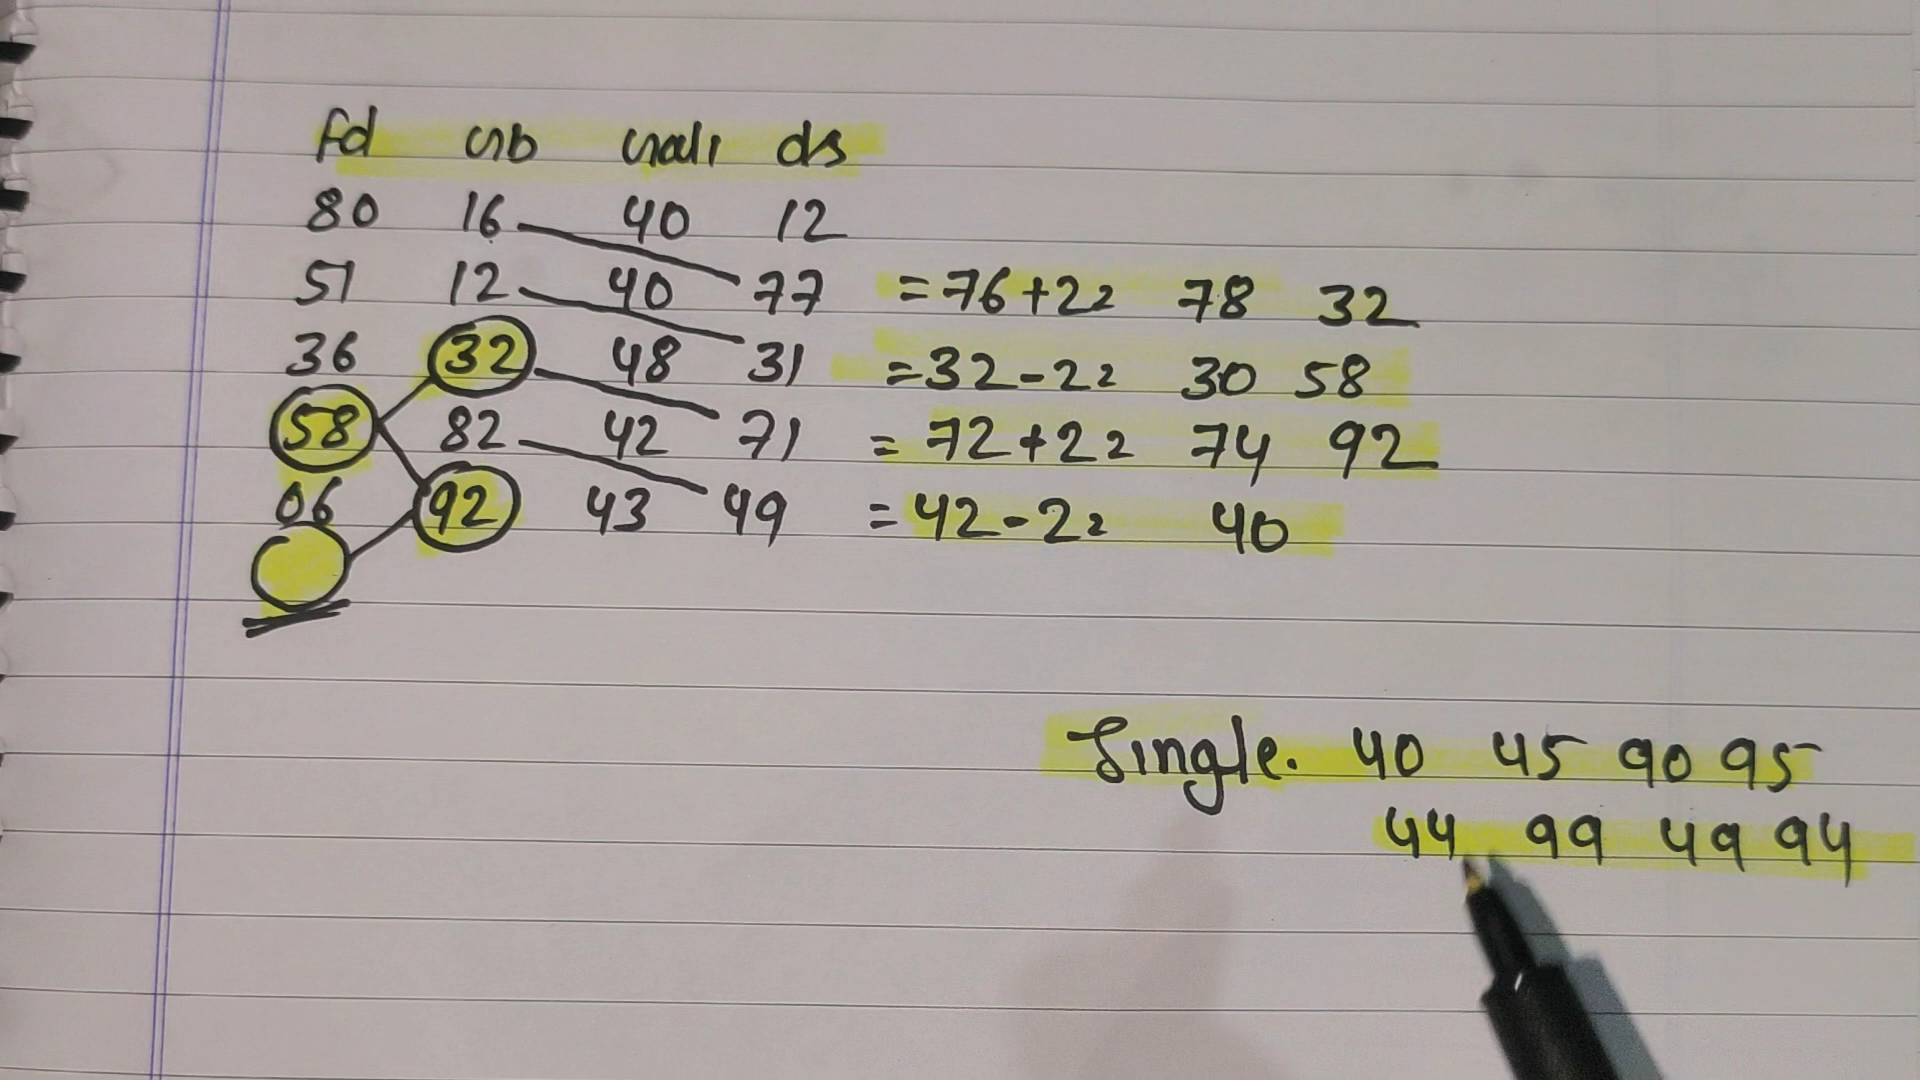 fd gb gali ds
80 16 40 12
51 12 40 77 = 76+22 78 32
36 32 48 31 = 32-22 30 58
58 82 42 71 = 72+22 74 92
06 92 43 49 = 42-22 40
Single. 40 45 90 95
44 99 49 94